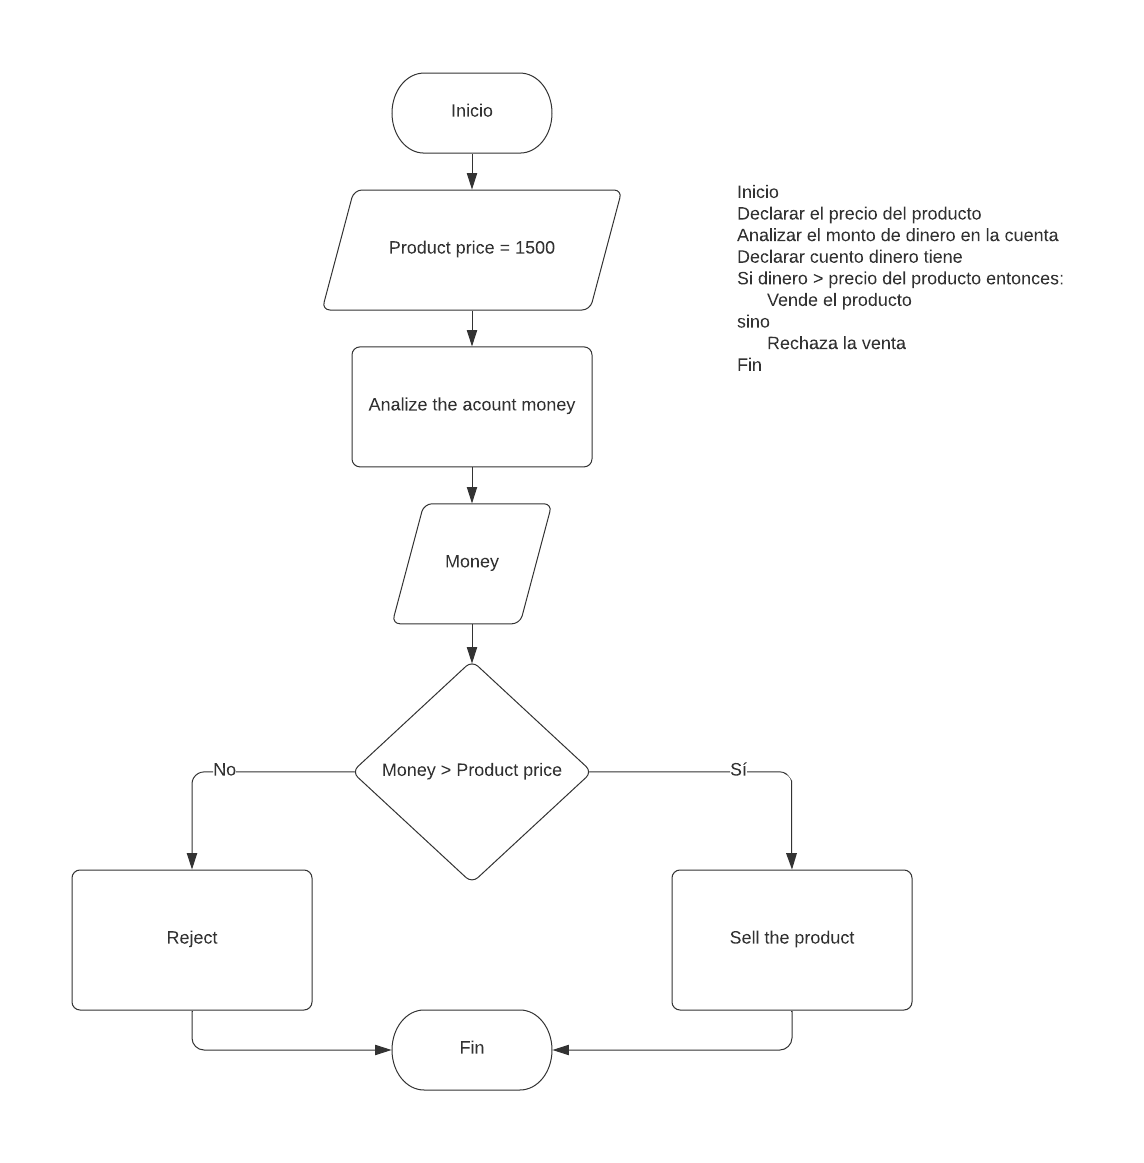 Inicio
Product price = 1500
Analize the acount money
Money
Money > Product price
No
Sí
Reject
Sell the product
Fin
Inicio
Declarar el precio del producto
Analizar el monto de dinero en la cuenta
Declarar cuento dinero tiene
Si dinero > precio del producto entonces:
Vende el producto
sino
Rechaza la venta
Fin